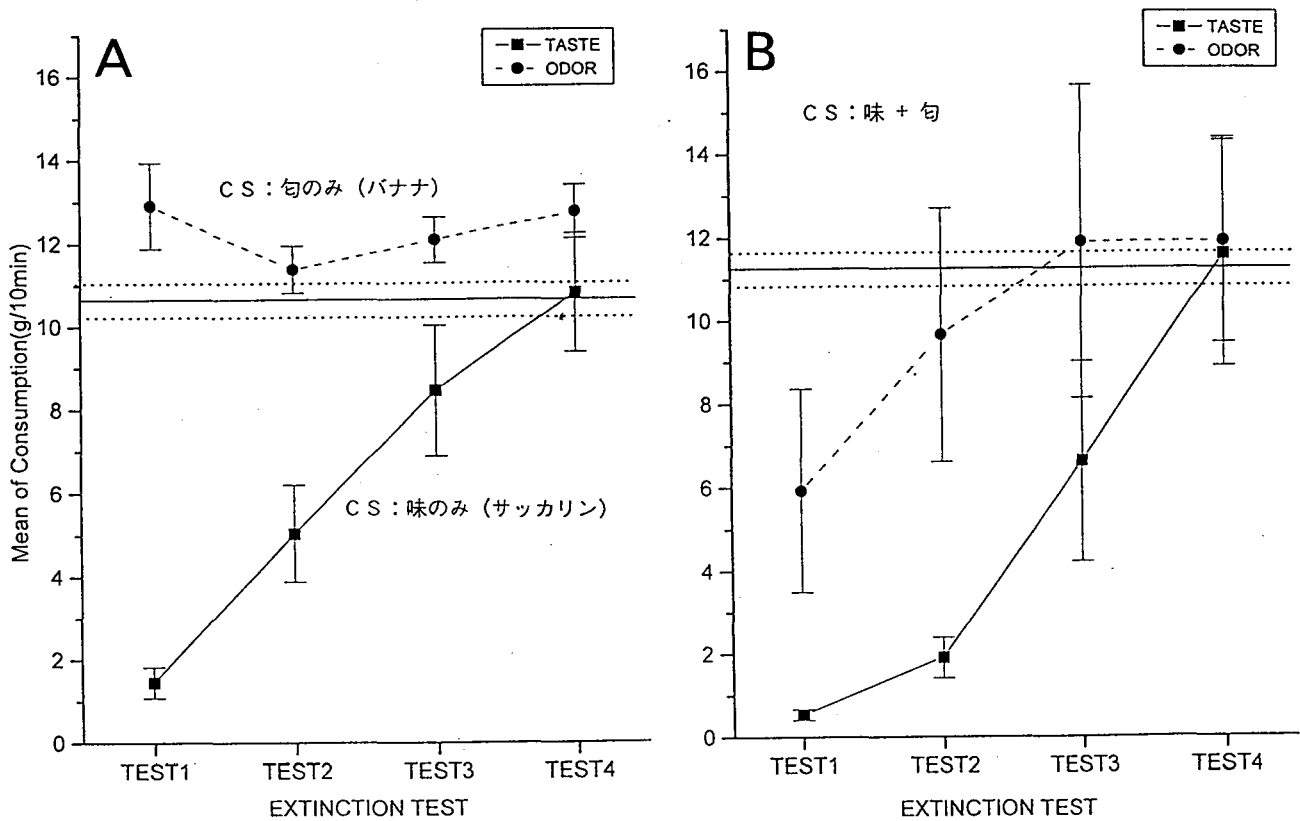 A
TASTE
ODOR
16
14
12
10
8
6
4
2
0
Mean of Consumption(g/10min)
CS:匂のみ (バナナ)
CS:味のみ (サッカリン)
TEST1 TEST2 TEST3 TEST4
EXTINCTION TEST
B
TASTE
ODOR
CS:味 + 匂
16
14
12
10
8
6
4
2
0
TEST1 TEST2 TEST3 TEST4
EXTINCTION TEST